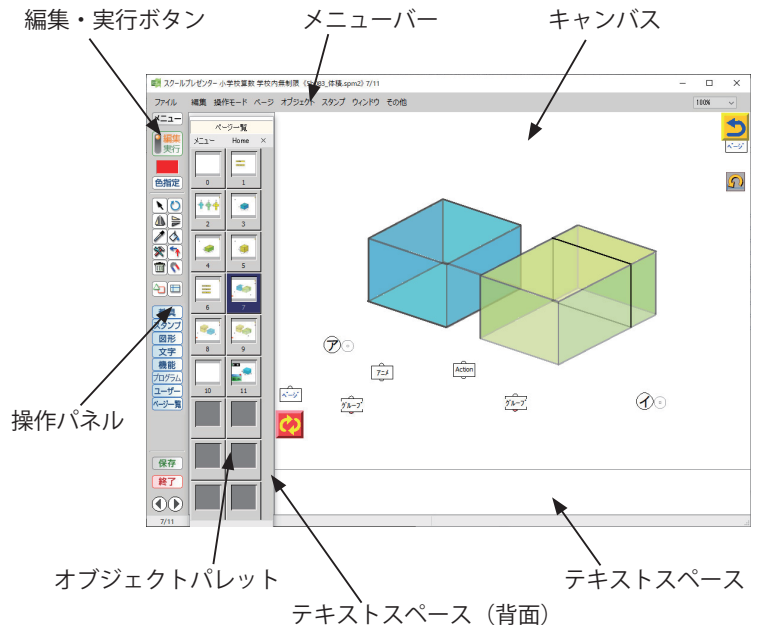 編集・実行ボタン
メニューバー
キャンバス
スクールプレゼンター 小学校算数 学校内無制限
体積.spm2) 7/11
ファイル 編集 操作モード ページ オブジェクト スタンプ ウィンドウ その他
100%
メニュー
編集
実行
色指定
ページ一覧
メニュー Home ×
0 1
2 3
4 5
6 7
8 9
10 11
スタンプ
図形
文字
機能
プログラム
ユーザー
ページ一覧
保存
終了
7/11
ページ
ア
アニメ
Action
ページ
グループ
グループ
イ
操作パネル
オブジェクトパレット
テキストスペース
テキストスペース（背面）